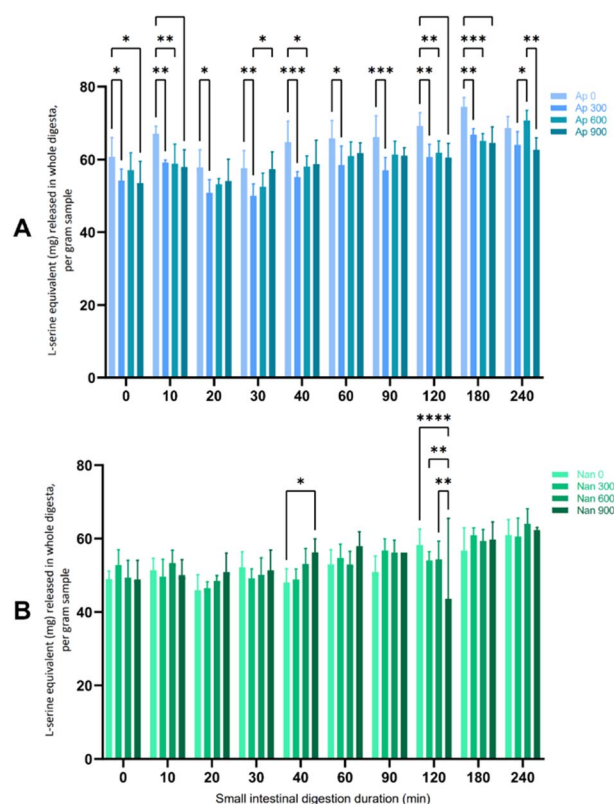 A
L-serine equivalent (mg) released in whole digesta,
per gram sample
80
60
40
20
0
0 10 20 30 40 60 90 120 180 240
* * ** ** * ** * *** * * *** ** ** ** *** * **
Ap 0
Ap 300
Ap 600
Ap 900
B
L-serine equivalent (mg) released in whole digesta,
per gram sample
80
60
40
20
0
0 10 20 30 40 60 90 120 180 240
* **** ** **
Nan 0
Nan 300
Nan 600
Nan 900
Small intestinal digestion duration (min)